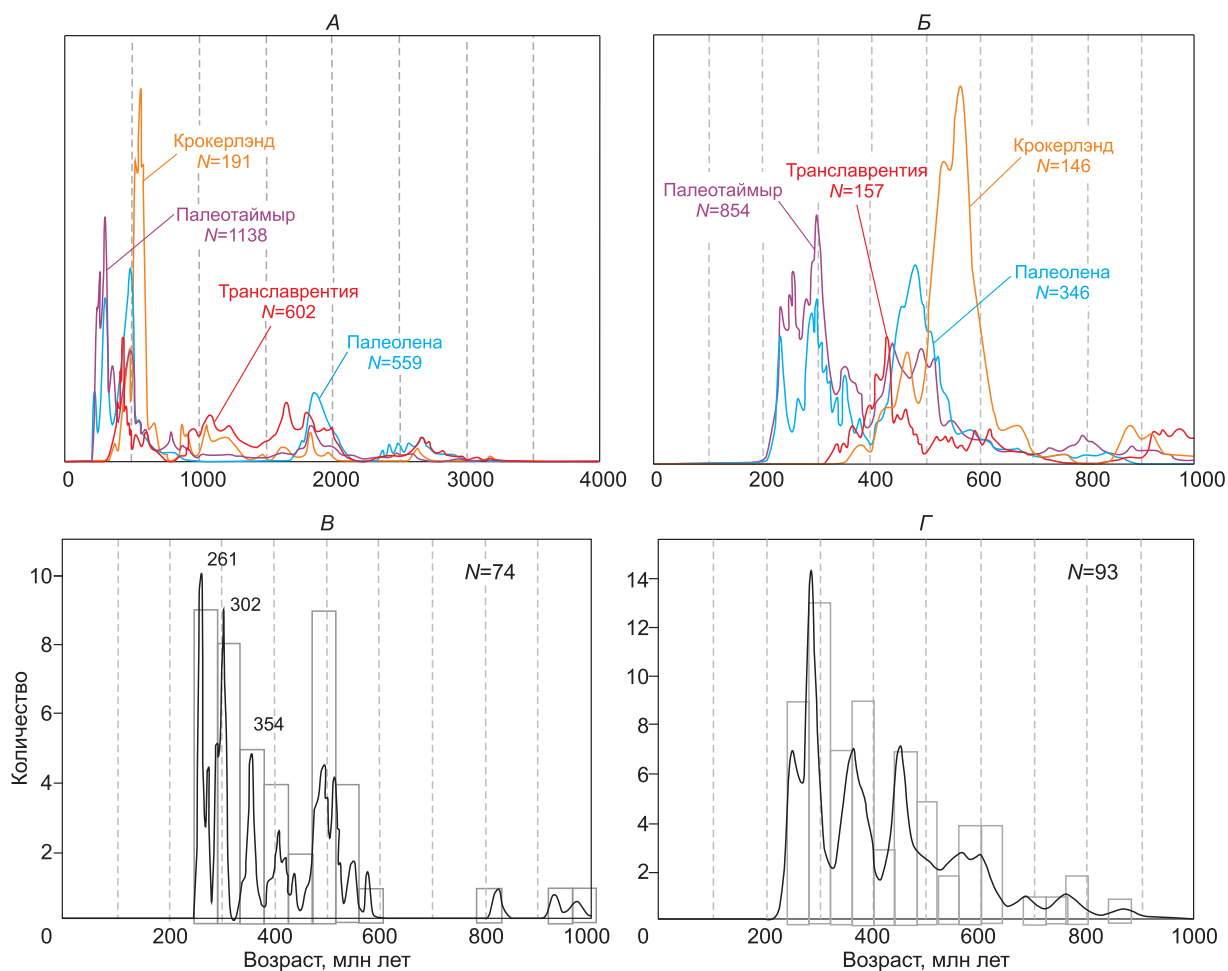 А
Крокерлэнд
N=191
Палеотаймыр
N=1138
Транславрентия
N=602
Палеолена
N=559
0 1000 2000 3000 4000
Б
Крокерлэнд
N=146
Транславрентия
N=157
Палеотаймыр
N=854
Палеолена
N=346
0 200 400 600 800 1000
В
261
N=74
302
354
10
8
6
4
2
Количество
0 200 400 600 800 1000
Возраст, млн лет
Г
N=93
14
12
10
8
6
4
2
0 200 400 600 800 1000
Возраст, млн лет